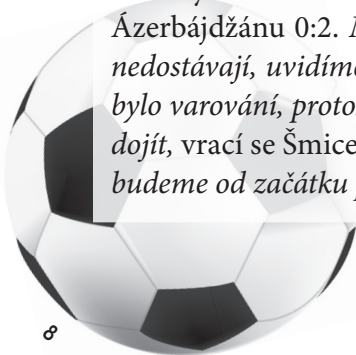 Ázerbájdžánu 0:2.
nedostávají, uvidíme
bylo varování, proto
dojít, vrací se Šmice
budeme od začátku
8